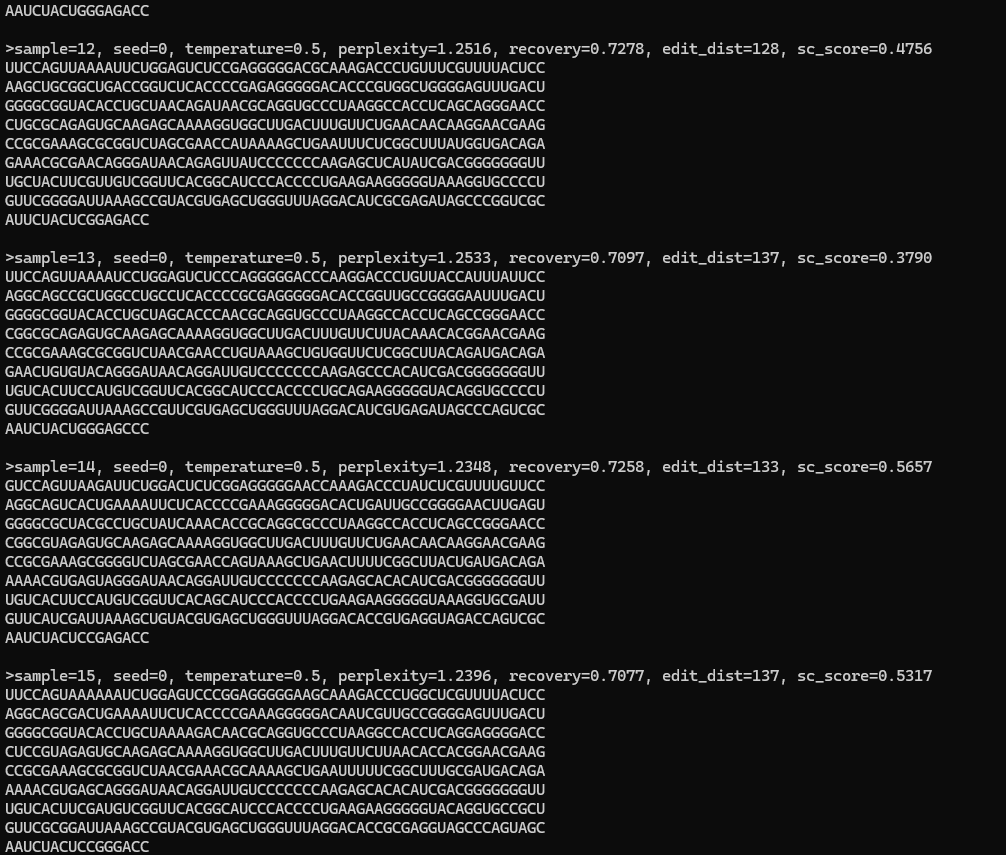 AAUCUACUGGGAGACC
>sample=12, seed=0, temperature=0.5, perplexity=1.2516, recovery=0.7278, edit_dist=128, sc_score=0.4756
UUCCAGUUAAAAUUCUGGAGUCUCCGAGGGGGACGCAAAGACCCUGUUUCGUUUUACUCC
AAGCUGCGGCUGACCGGUCUCACCCCGAGAGGGGGACACCCGUGGCUGGGGAGUUUGACU
GGGGCGGUACACCUGCUAACAGAUAACGCAGGUGCCCUAAGGCCACCUCAGCAGGGAACC
CUGCGCAGAGUGCAAGAGCAAAAGGUGGCUUGACUUUGUUCUGAACAACAAGGAACGAAG
CCGCGAAAGCGCGGUCUAGCGAACCAUAAAAGCUGAAUUUCUCGGCUUUAUGGUGACAGA
GAAACGCGAACAGGGAUAACAGAGUUAUCCCCCCCAAGAGCUCAUAUCGACGGGGGGGUU
UGCUACUUCGUUGUCGGUUCACGGCAUCCCACCCCUGAAGAAGGGGGUAAAGGUGCCCCU
GUUCGGGGAUUAAAGCCGUACGUGAGCUGGGUUUAGGACAUCGCGAGAUAGCCCGGUCGC
AUUCUACUCGGAGACC
>sample=13, seed=0, temperature=0.5, perplexity=1.2533, recovery=0.7097, edit_dist=137, sc_score=0.3790
UUCCAGUUAAAAUCCUGGAGUCUCCCAGGGGGACCCAAGGACCCUGUUACCAUUUAUUCC
AGGCAGCCGCUGGCCUGCCUCACCCCGCGAGGGGGACACCGGUUGCCGGGGAAUUUGACU
GGGGCGGUACACCUGCUAGCACCCAACGCAGGUGCCCUAAGGCCACCUCAGCCGGGAACC
CGGCGCAGAGUGCAAGAGCAAAAGGUGGCUUGACUUUGUUCUUACAAACACGGAACGAAG
CCGCGAAAGCGCGGUCUAACGAACCUGUAAAGCUGUGGUUCUCGGCUUACAGAUGACAGA
GAACUGUGUACAGGGAUAACAGGAUUGUCCCCCCCAAGAGCCCACAUCGACGGGGGGGUU
UGUCACUUCCAUGUCGGUUCACGGCAUCCCACCCCUGCAGAAGGGGGUACAGGUGCCCCU
GUUCGGGGAUUAAAGCCGUUCGUGAGCUGGGUUUAGGACAUCGUGAGAUAGCCCAGUCGC
AAUCUACUGGGAGCCC
>sample=14, seed=0, temperature=0.5, perplexity=1.2348, recovery=0.7258, edit_dist=133, sc_score=0.5657
GUCCAGUUAAGAUUCUGGACUCUCGGAGGGGGAACCAAAGACCCUAUCUCGUUUUGUUCC
AGGCAGUCACUGAAAAUUCUCACCCCGAAAGGGGGACACUGAUUGCCGGGGAACUUGAGU
GGGGCGCUACGCCUGCUAUCAAACACCGCAGGCGCCCUAAGGCCACCUCAGCCGGGAACC
CGGCGUAGAGUGCAAGAGCAAAAGGUGGCUUGACUUUGUUCUGAACAACAAGGAACGAAG
CCGCGAAAGCGGGGUCUAGCGAACCAGUAAAGCUGAACUUUUCGGCUUACUGAUGACAGA
AAAACGUGAGUAGGGAUAACAGGAUUGUCCCCCCCAAGAGCACACAUCGACGGGGGGGUU
UGUCACUUCCAUGUCGGUUCACAGCAUCCCACCCCUGAAGAAGGGGGUAAAGGUGCGAUU
GUUCAUCGAUUAAAGCUGUACGUGAGCUGGGUUUAGGACACCGUGAGGUAGACCAGUCGC
AAUCUACUCCGAGACC
>sample=15, seed=0, temperature=0.5, perplexity=1.2396, recovery=0.7077, edit_dist=137, sc_score=0.5317
UUCCAGUAAAAAAUCUGGAGUCCCGGAGGGGGAAGCAAAGACCCUGGCUCGUUUUACUCC
AGGCAGCGACUGAAAAUUCUCACCCCGAAAGGGGGACAAUCGUUGCCGGGGAGUUUGACU
GGGGCGGUACACCUGCUAAAAGACAACGCAGGUGCCCUAAGGCCACCUCAGGAGGGGACC
CUCCGUAGAGUGCAAGAGCAAAAGGUGGCUUGACUUUGUUCUUAACACCACGGAACGAAG
CCGCGAAAGCGCGGUCUAACGAAACGCAAAAGCUGAAUUUUUCGGCUUUGCGAUGACAGA
AAAACGUGAGCAGGGAUAACAGGAUUGUCCCCCCCAAGAGCACACAUCGACGGGGGGGUU
UGUCACUUCGAUGUCGGUUCACGGCAUCCCACCCCUGAAGAAGGGGGUACAGGUGCCGCU
GUUCGCGGAUUAAAGCCGUACGUGAGCUGGGUUUAGGACACCGCGAGGUAGCCCAGUAGC
AAUCUACUCCGGGACC